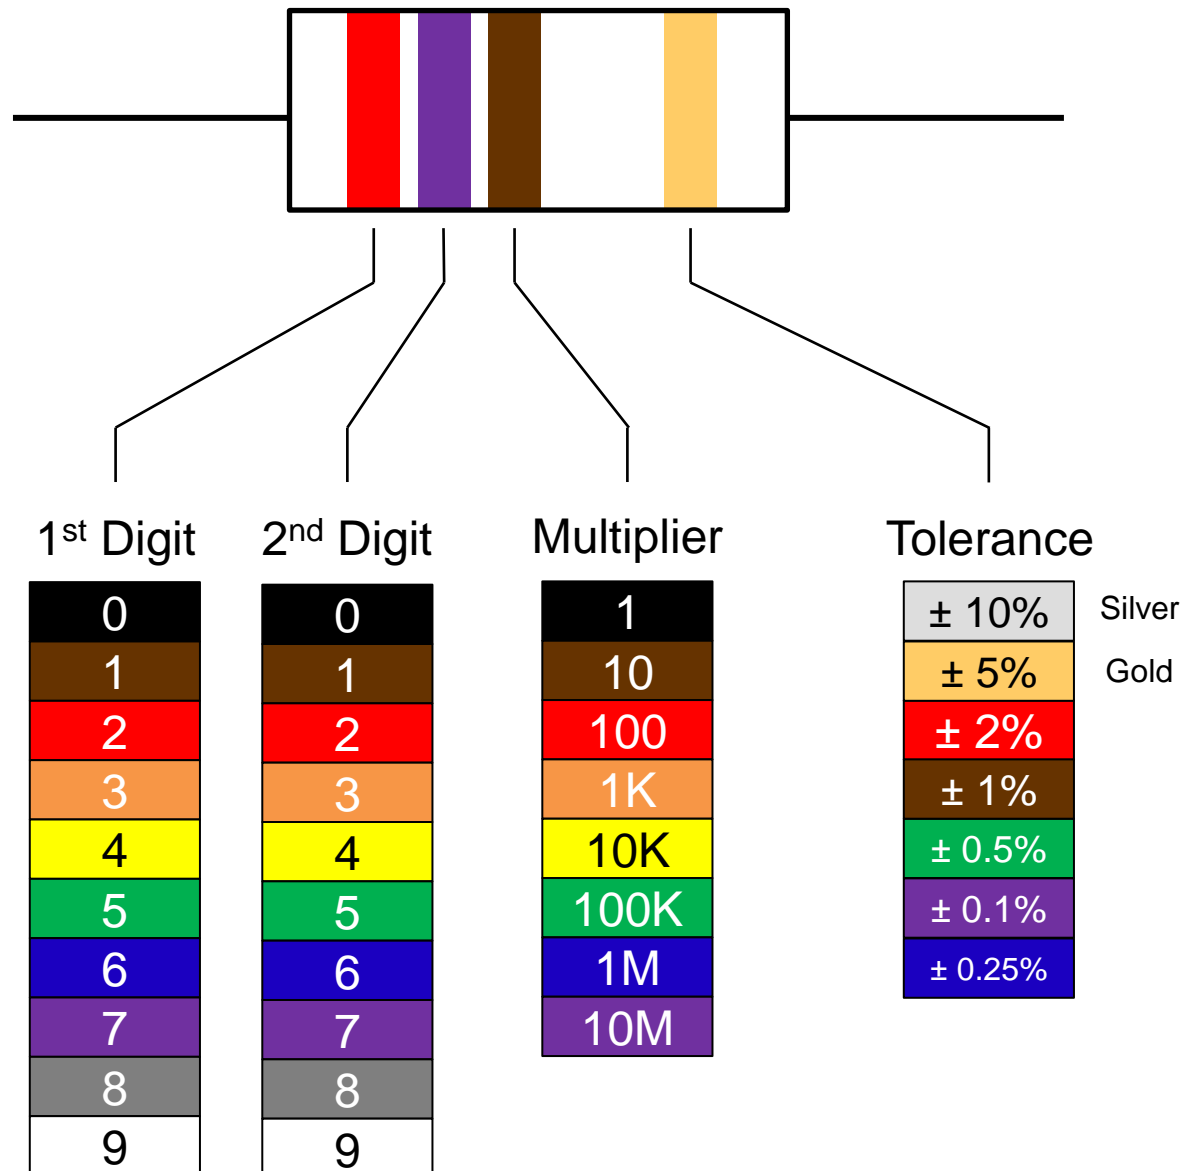 1st Digit
0
1
2
3
4
5
6
7
8
9
2nd Digit
0
1
2
3
4
5
6
7
8
9
Multiplier
1
10
100
1K
10K
100K
1M
10M
Tolerance
± 10% Silver
± 5% Gold
± 2%
± 1%
± 0.5%
± 0.1%
± 0.25%